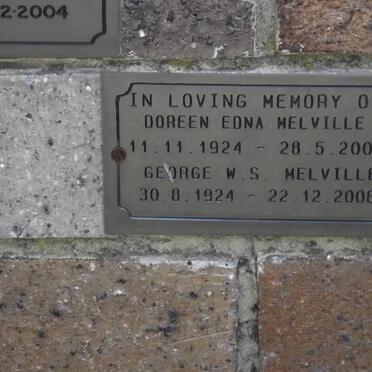 2·2004
IN LOVING MEMORY O
DOREEN EDNA MELVILLE
11.11.1924 - 28.5.200
GEORGE W.S. MELVILLE
30.8.1924 - 22.12.2006